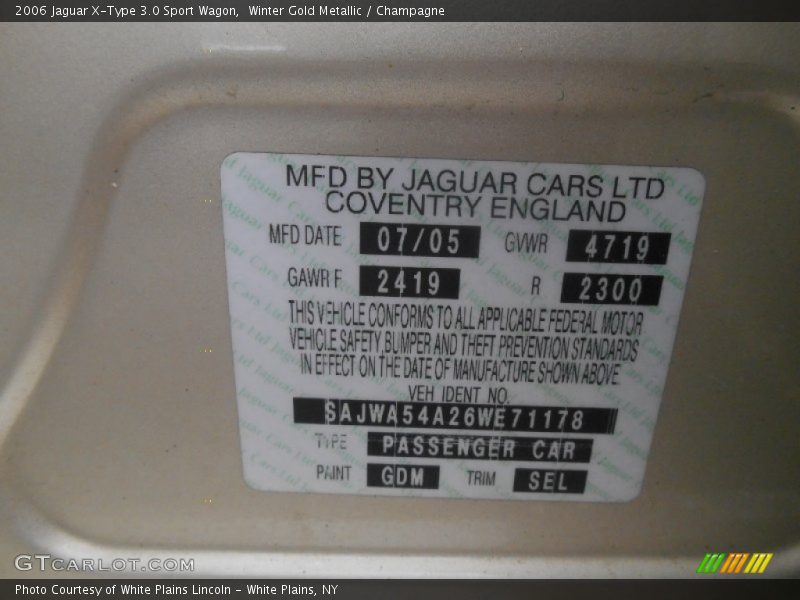 2006 Jaguar X-Type 3.0 Sport Wagon,  Winter Gold Metallic / Champagne
MFD BY JAGUAR CARS LTD
COVENTRY ENGLAND
MFD DATE 07/05 GVWR 4719
GAWR F 2419 R 2300
THIS VEHICLE CONFORMS TO ALL APPLICABLE FEDERAL MOTOR
VEHICLE SAFETY, BUMPER AND THEFT PREVENTION STANDARDS
IN EFFECT ON THE DATE OF MANUFACTURE SHOWN ABOVE
VEH IDENT NO.
SAJWA54A26WE71178
TYPE PASSENGER CAR
PAINT GDM TRIM SEL
GTCARLOT.COM
Photo Courtesy of White Plains Lincoln - White Plains, NY